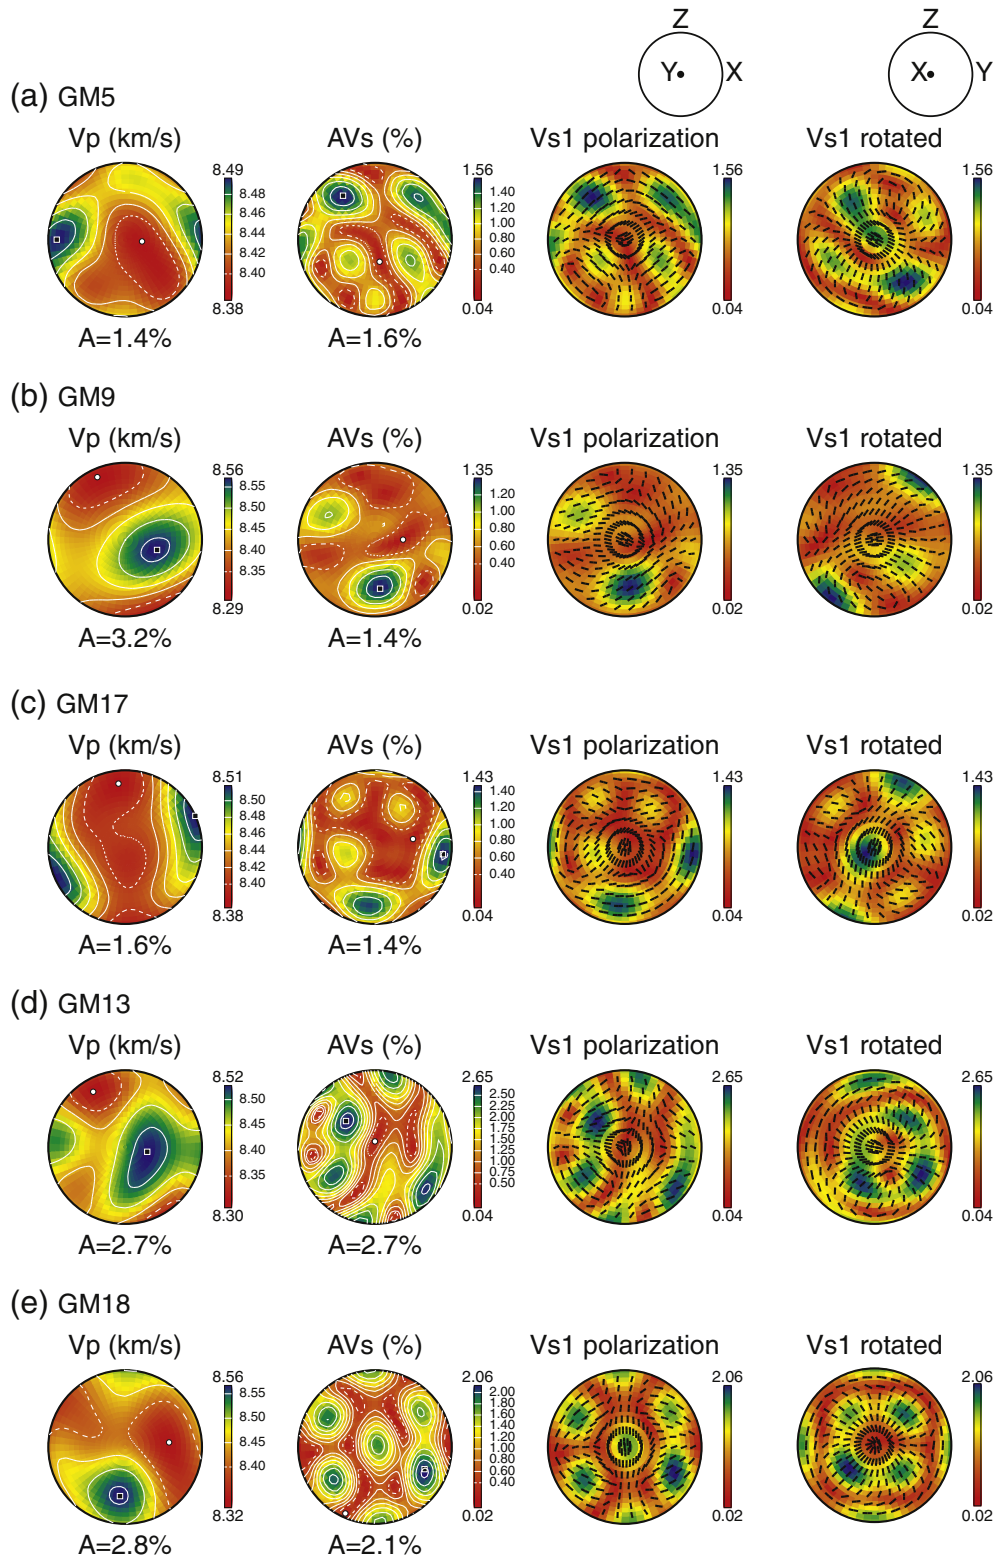 Z Z
Y X X Y
(a) GM5
Vp (km/s) AVs (%) Vs1 polarization Vs1 rotated
8.49 8.48 8.46 8.44 8.42 8.40 8.38
1.56 1.40 1.20 1.00 0.80 0.60 0.40 0.04
1.56 0.04
1.56 0.04
A=1.4% A=1.6%
(b) GM9
Vp (km/s) AVs (%) Vs1 polarization Vs1 rotated
8.56 8.55 8.50 8.45 8.40 8.35 8.29
1.35 1.20 1.00 0.80 0.60 0.40 0.02
1.35 0.02
1.35 0.02
A=3.2% A=1.4%
(c) GM17
Vp (km/s) AVs (%) Vs1 polarization Vs1 rotated
8.51 8.50 8.48 8.46 8.44 8.42 8.40 8.38
1.43 1.40 1.20 1.00 0.80 0.60 0.40 0.04
1.43 0.04
1.43 0.02
A=1.6% A=1.4%
(d) GM13
Vp (km/s) AVs (%) Vs1 polarization Vs1 rotated
8.52 8.50 8.45 8.40 8.35 8.30
2.65 2.50 2.25 2.00 1.75 1.50 1.25 1.00 0.75 0.50 0.04
2.65 0.04
2.65 0.04
A=2.7% A=2.7%
(e) GM18
Vp (km/s) AVs (%) Vs1 polarization Vs1 rotated
8.56 8.55 8.50 8.45 8.40 8.32
2.06 2.00 1.80 1.60 1.40 1.20 1.00 0.80 0.60 0.40 0.02
2.06 0.02
2.06 0.02
A=2.8% A=2.1%